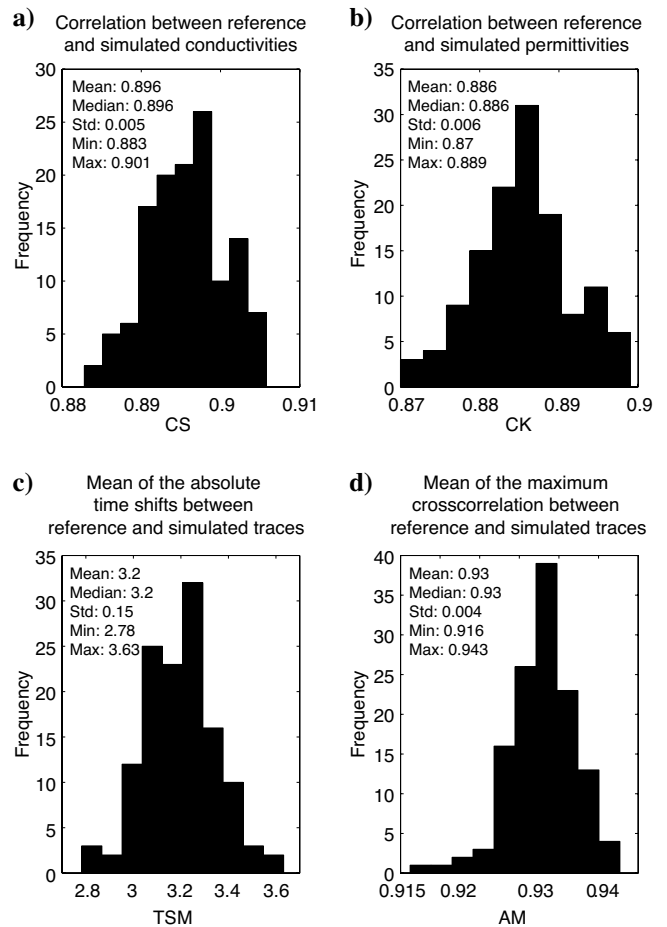 a)
Correlation between reference
and simulated conductivities
30
25
20
15
10
5
0
Frequency
Mean: 0.896
Median: 0.896
Std: 0.005
Min: 0.883
Max: 0.901
0.88
0.89
0.9
0.91
CS
b)
Correlation between reference
and simulated permittivities
40
35
30
25
20
15
10
5
0
Frequency
Mean: 0.886
Median: 0.886
Std: 0.006
Min: 0.87
Max: 0.889
0.87
0.88
0.89
0.9
CK
c)
Mean of the absolute
time shifts between
reference and simulated traces
35
30
25
20
15
10
5
0
Frequency
Mean: 3.2
Median: 3.2
Std: 0.15
Min: 2.78
Max: 3.63
2.8
3
3.2
3.4
3.6
TSM
d)
Mean of the maximum
crosscorrelation between
reference and simulated traces
40
35
30
25
20
15
10
5
0
Frequency
Mean: 0.93
Median: 0.93
Std: 0.004
Min: 0.916
Max: 0.943
0.915
0.92
0.93
0.94
AM